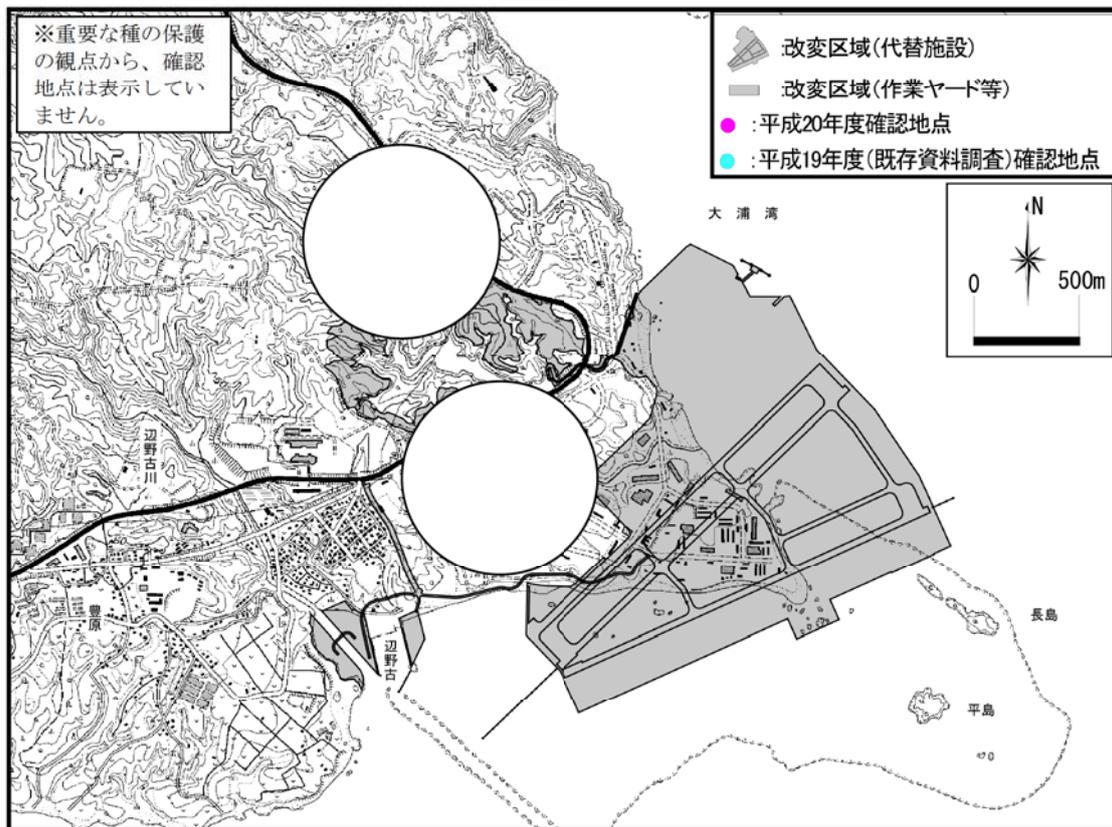 ※重要な種の保護
の観点から、確認
地点は表示してい
ません。
:改変区域(代替施設)
:改変区域(作業ヤード等)
:平成20年度確認地点
:平成19年度(既存資料調査)確認地点
大浦湾
N
0 500m
辺野古川
豊原
辺野古
長島
平島